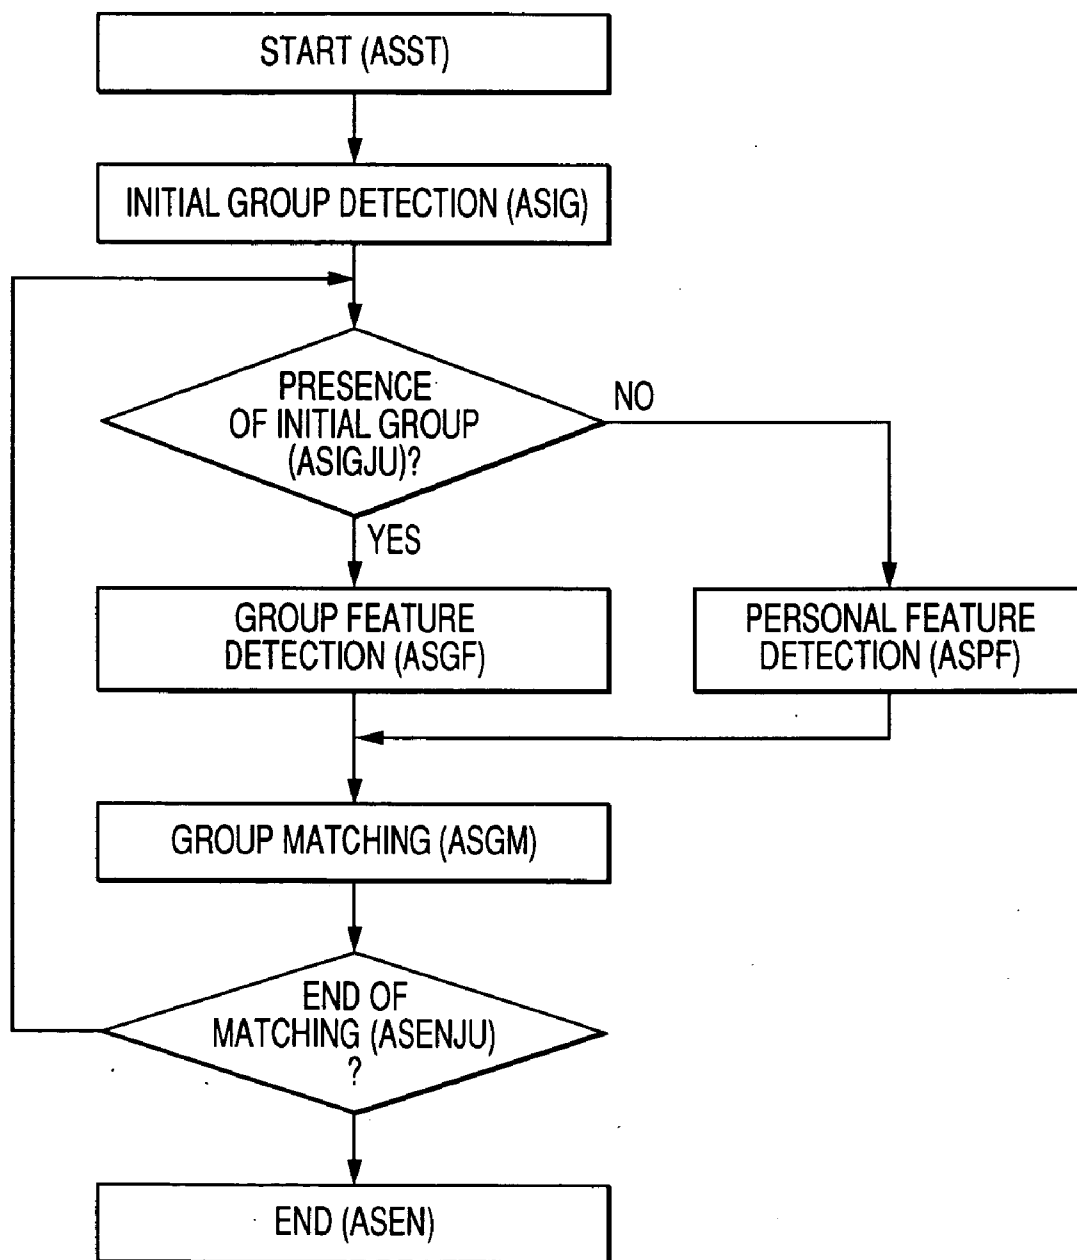 START (ASST)
INITIAL GROUP DETECTION (ASIG)
PRESENCE
OF INITIAL GROUP
(ASIGJU)?
NO
YES
GROUP FEATURE
DETECTION (ASGF)
PERSONAL FEATURE
DETECTION (ASPF)
GROUP MATCHING (ASGM)
END OF
MATCHING (ASENJU)
?
END (ASEN)